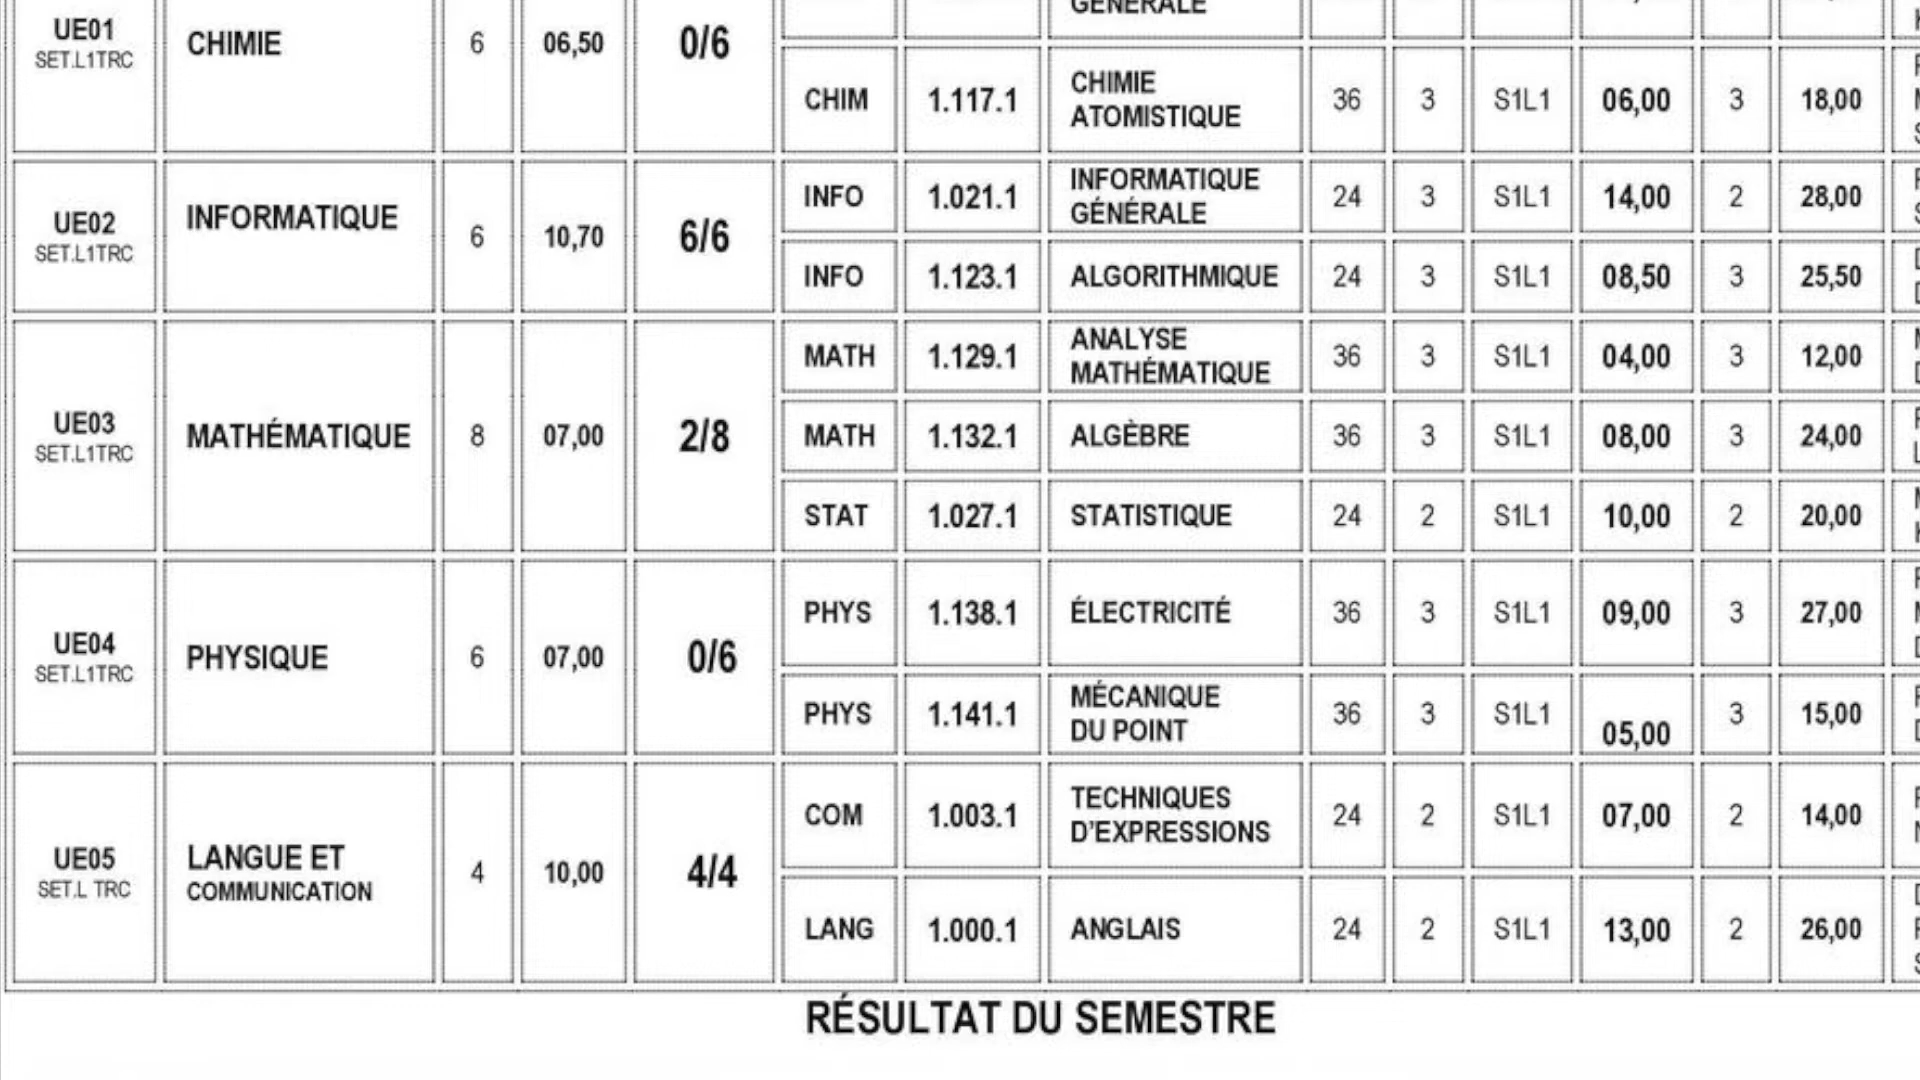 GÉNÉRALE
UE01
SET.L1TRC
CHIMIE
6
06,50
0/6
CHIM
1.117.1
CHIMIE
ATOMISTIQUE
36
3
S1L1
06,00
3
18,00
UE02
SET.L1TRC
INFORMATIQUE
6
10,70
6/6
INFO
1.021.1
INFORMATIQUE
GÉNÉRALE
24
3
S1L1
14,00
2
28,00
INFO
1.123.1
ALGORITHMIQUE
24
3
S1L1
08,50
3
25,50
UE03
SET.L1TRC
MATHÉMATIQUE
8
07,00
2/8
MATH
1.129.1
ANALYSE
MATHÉMATIQUE
36
3
S1L1
04,00
3
12,00
MATH
1.132.1
ALGÈBRE
36
3
S1L1
08,00
3
24,00
STAT
1.027.1
STATISTIQUE
24
2
S1L1
10,00
2
20,00
UE04
SET.L1TRC
PHYSIQUE
6
07,00
0/6
PHYS
1.138.1
ÉLECTRICITÉ
36
3
S1L1
09,00
3
27,00
PHYS
1.141.1
MÉCANIQUE
DU POINT
36
3
S1L1
05,00
3
15,00
UE05
SET.L TRC
LANGUE ET
COMMUNICATION
4
10,00
4/4
COM
1.003.1
TECHNIQUES
D'EXPRESSIONS
24
2
S1L1
07,00
2
14,00
LANG
1.000.1
ANGLAIS
24
2
S1L1
13,00
2
26,00
RÉSULTAT DU SEMESTRE